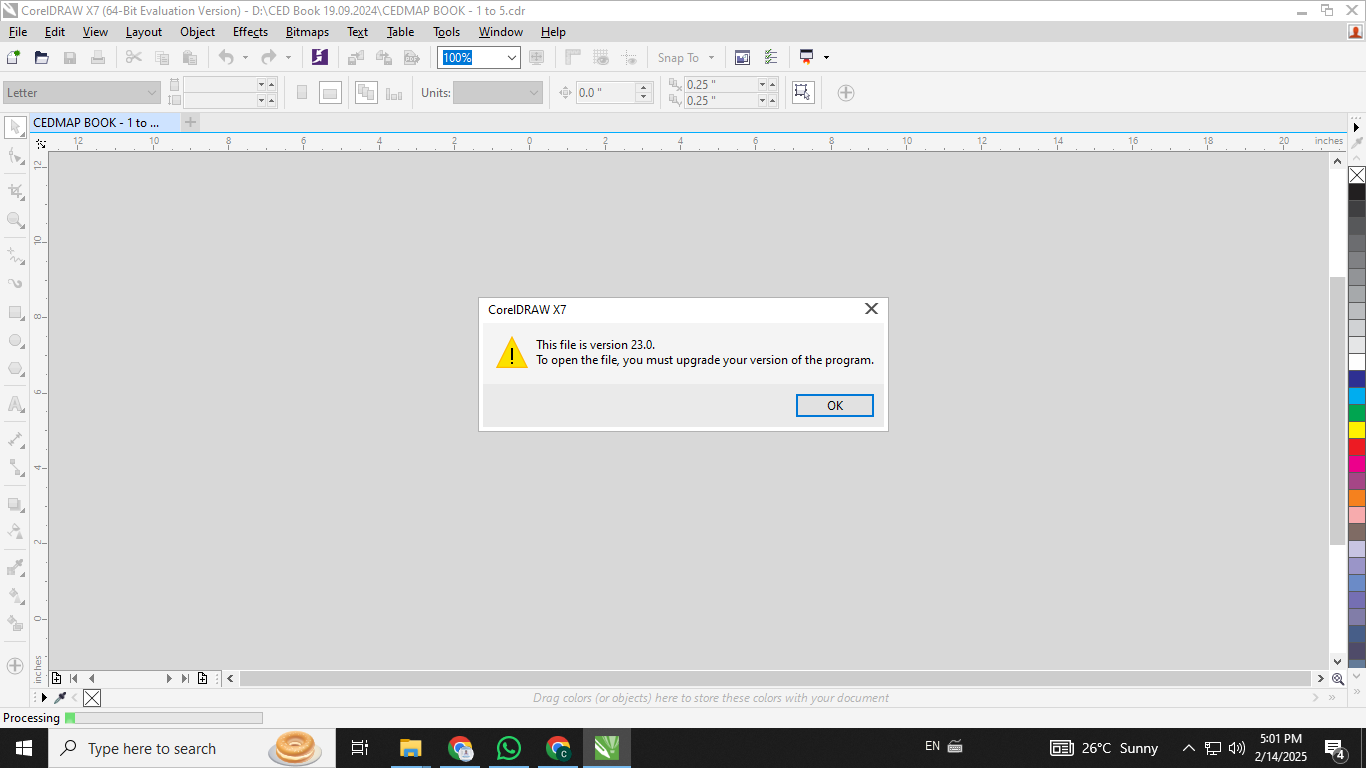 CorelDRAW X7 (64-Bit Evaluation Version) - D:\CED Book 19.09.2024\CEDMAP BOOK - 1 to 5.cdr
File Edit View Layout Object Effects Bitmaps Text Table Tools Window Help
100% Snap To
Letter Units: 0.0 " 0.25 "
0.25 "
CEDMAP BOOK - 1 to ...
12 10 8 6 4 2 0 2 4 6 8 10 12 14 16 18 20 inches
12
10
8
6
4
2
0
inches
CorelDRAW X7
This file is version 23.0.
To open the file, you must upgrade your version of the program.
OK
Drag colors (or objects) here to store these colors with your document
Processing
Type here to search
EN
26°C Sunny
5:01 PM
2/14/2025
4